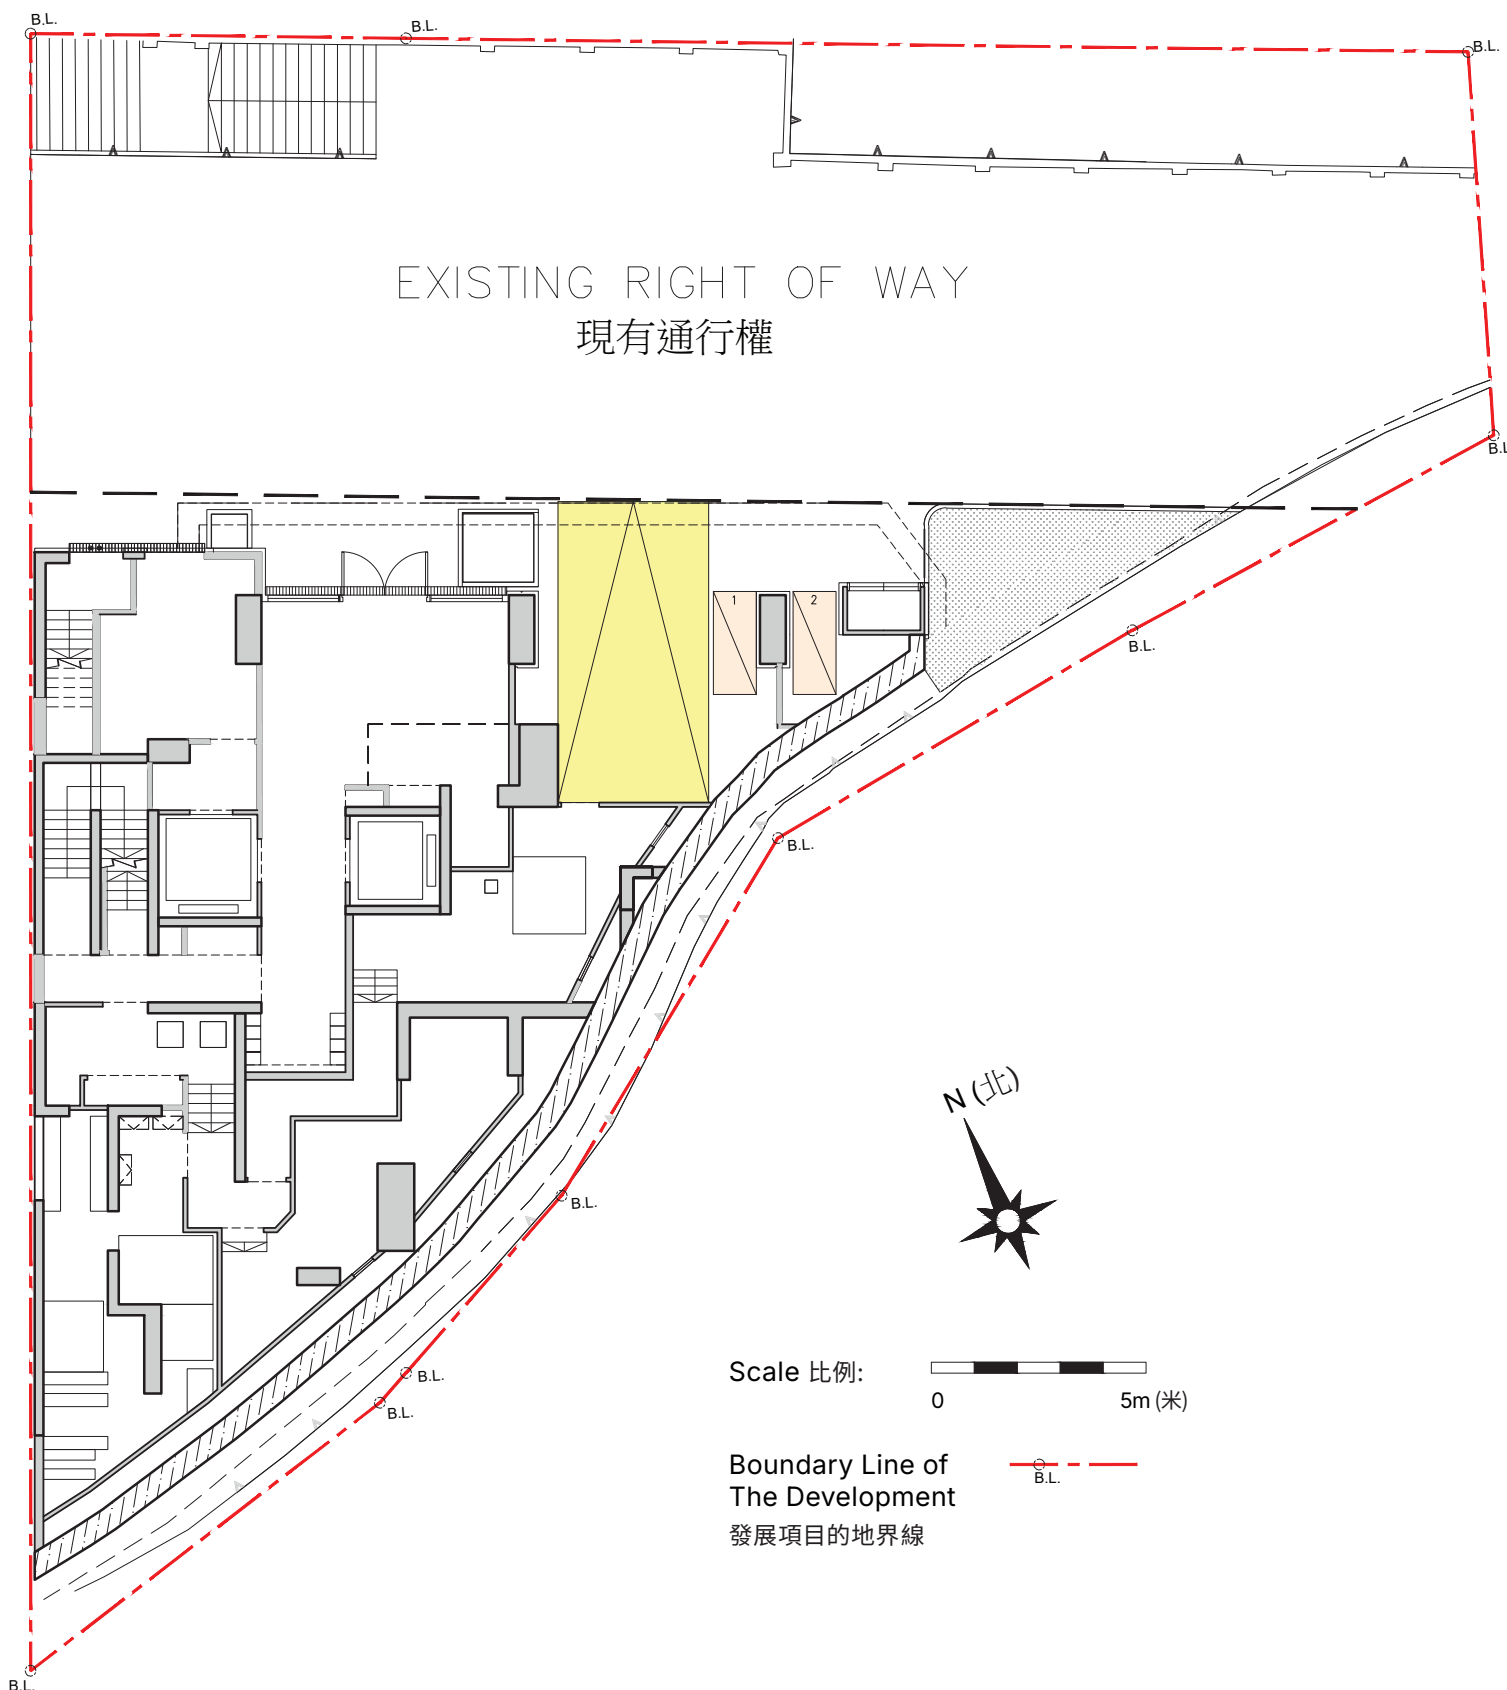 B.L.
B.L.
B.L.
EXISTING RIGHT OF WAY
現有通行權
B.L
1
2
B.L.
B.L.
N (北)
B.L.
Scale 比例:
0
5m (米)
B.L.
B.L.
Boundary Line of
The Development
發展項目的地界線
B.L.
B.L.